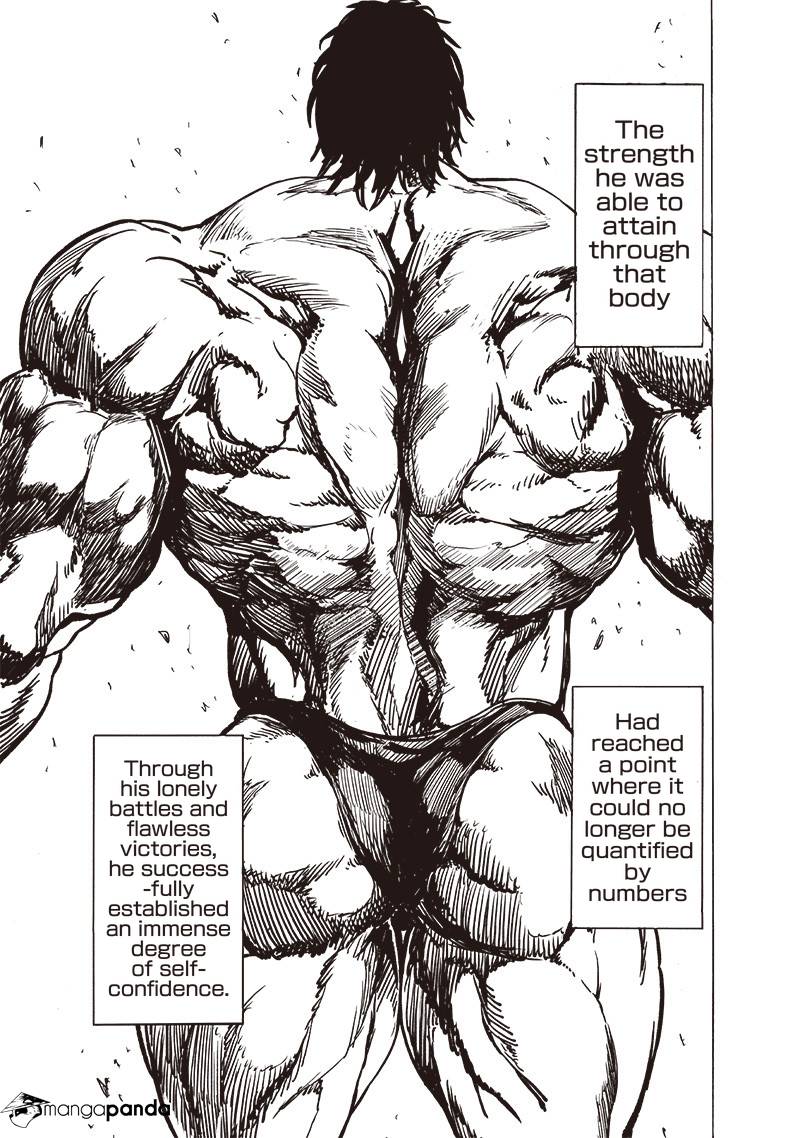 The
strength
he was
able to
attain
through
that
body
Had
reached
a point
where it
could no
longer be
quantified
by
numbers
Through
his lonely
battles and
flawless
victories,
he success
-fully
established
an immense
degree
of self-
confidence.
mangapanda